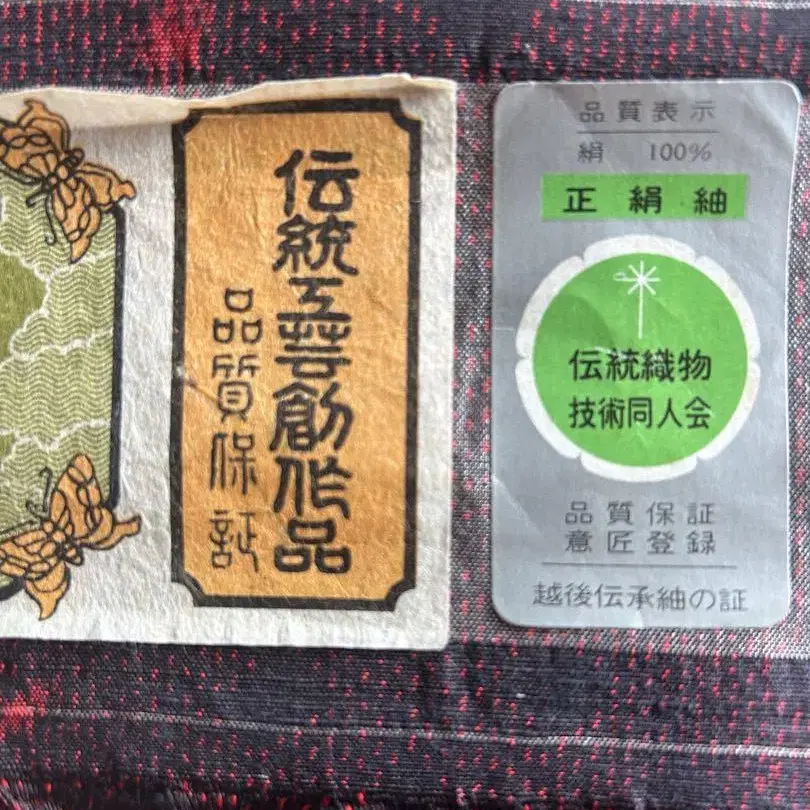 伝統工芸創作品
品質保証
品質表示
絹 100%
正絹紬
伝統織物
技術同人会
品質保証
意匠登録
越後伝承紬の証